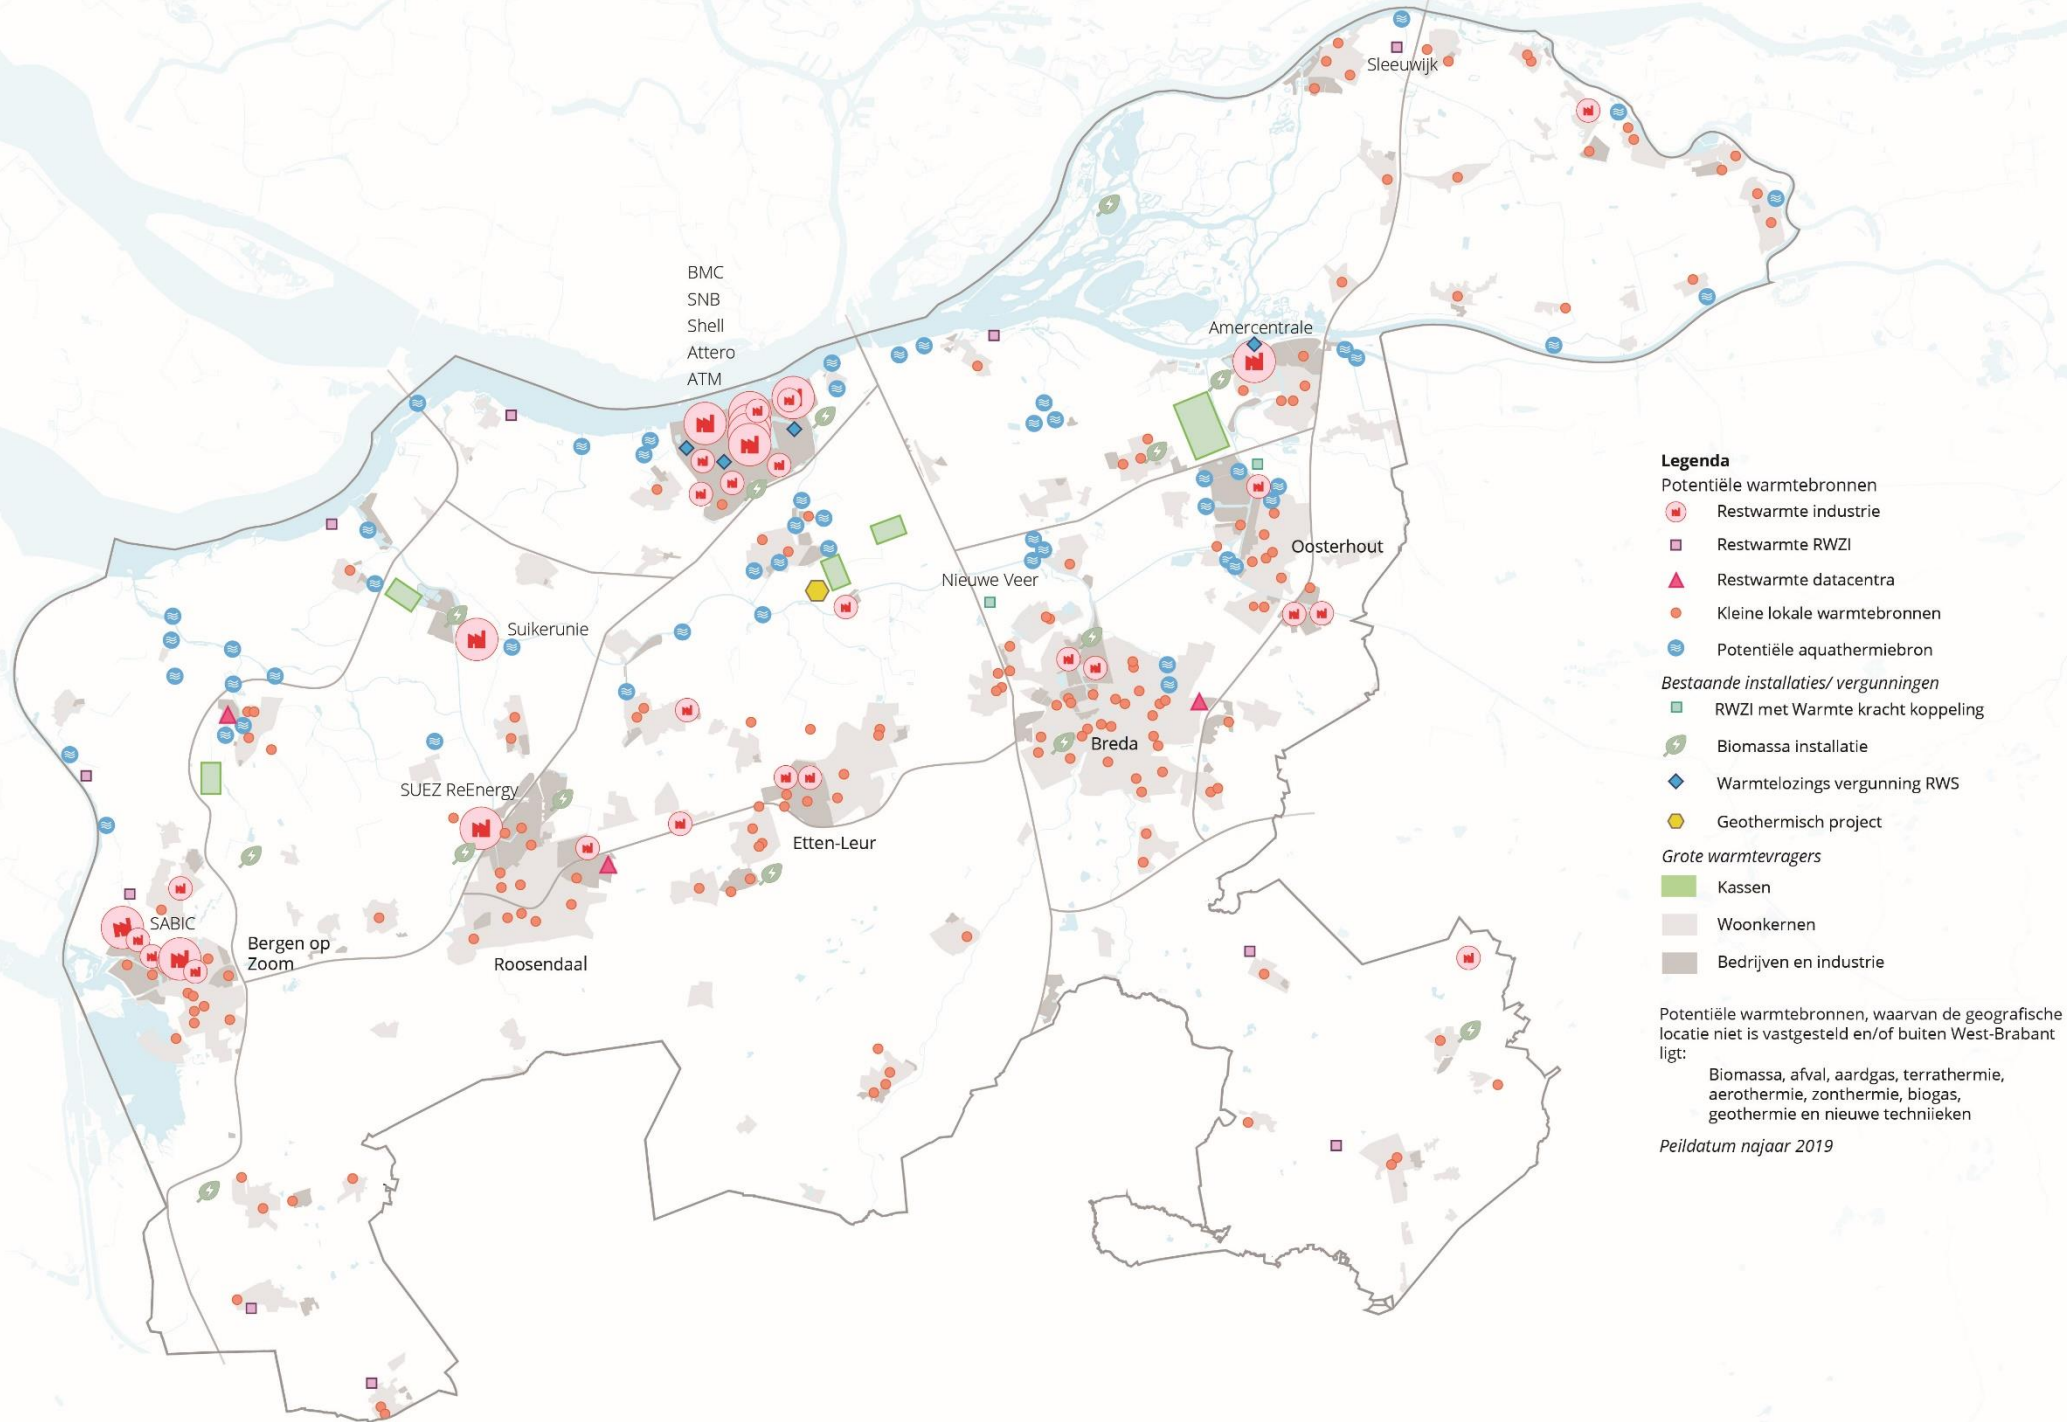 Sleeuwijk
BMC
SNB
Shell
Attero
ATM
Amercentrale
Oosterhout
Nieuwe Veer
Suikerunie
Breda
SUEZ ReEnergy
Etten-Leur
SABIC
Bergen op
Zoom
Roosendaal
Legenda
Potentiële warmtebronnen
Restwarmte industrie
Restwarmte RWZI
Restwarmte datacentra
Kleine lokale warmtebronnen
Potentiële aquathermiebron
Bestaande installaties/ vergunningen
RWZI met Warmte kracht koppeling
Biomassa installatie
Warmtelozings vergunning RWS
Geothermisch project
Grote warmtevragers
Kassen
Woonkernen
Bedrijven en industrie
Potentiële warmtebronnen, waarvan de geografische
locatie niet is vastgesteld en/of buiten West-Brabant
ligt:
Biomassa, afval, aardgas, terrathermie,
aerothermie, zonthermie, biogas,
geothermie en nieuwe techniieken
Peildatum najaar 2019